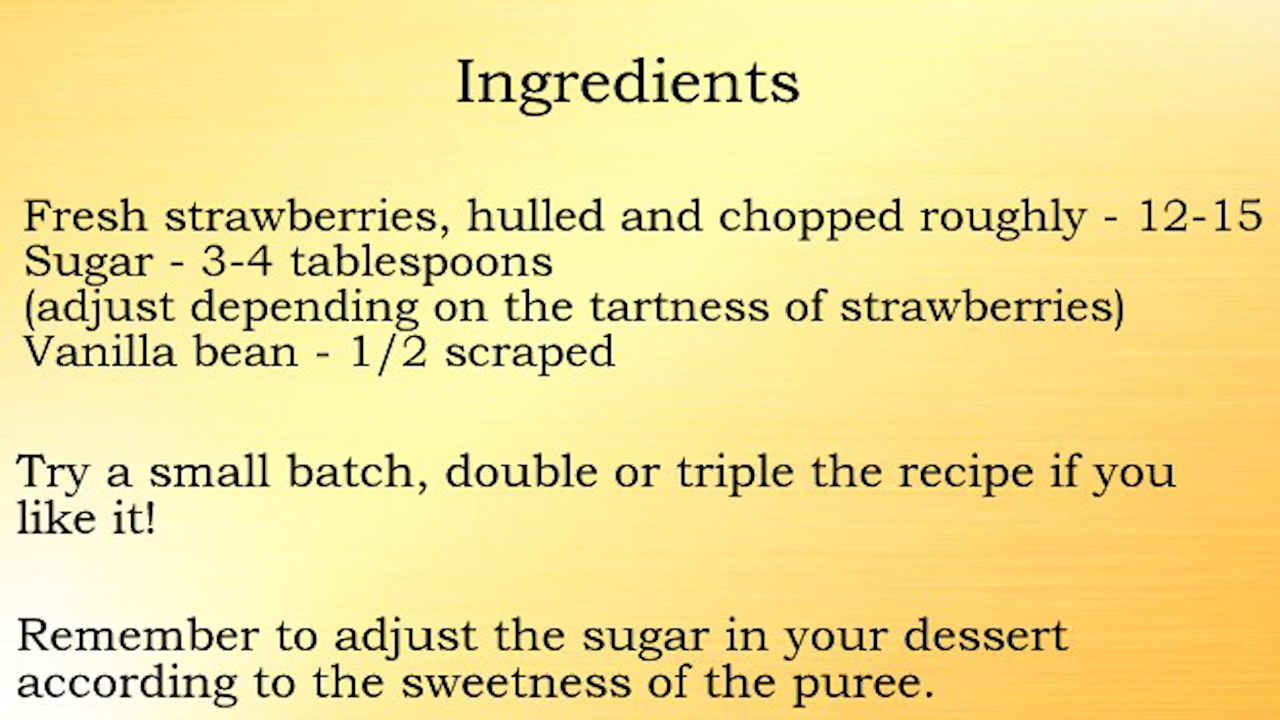 Ingredients
Fresh strawberries, hulled and chopped roughly - 12-15
Sugar - 3-4 tablespoons
(adjust depending on the tartness of strawberries)
Vanilla bean - 1/2 scraped
Try a small batch, double or triple the recipe if you
like it!
Remember to adjust the sugar in your dessert
according to the sweetness of the puree.